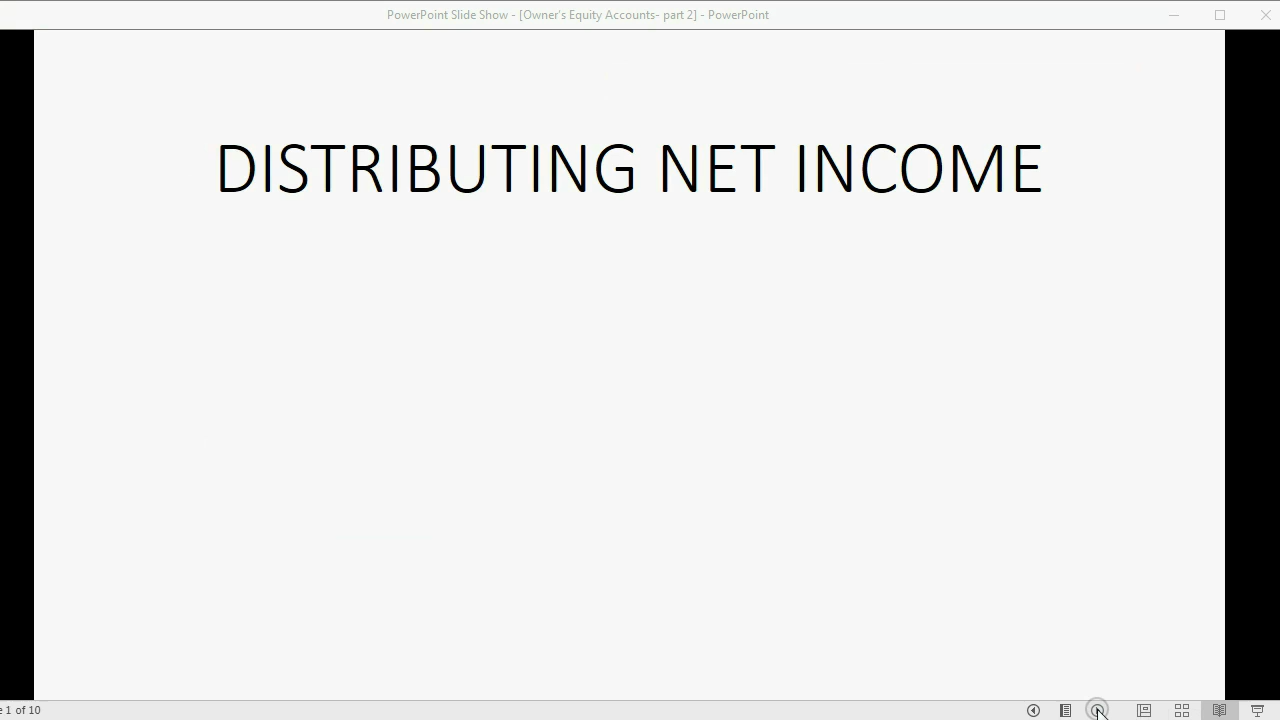 PowerPoint Slide Show - [Owner's Equity Accounts- part 2] - PowerPoint
DISTRIBUTING NET INCOME
e 1 of 10